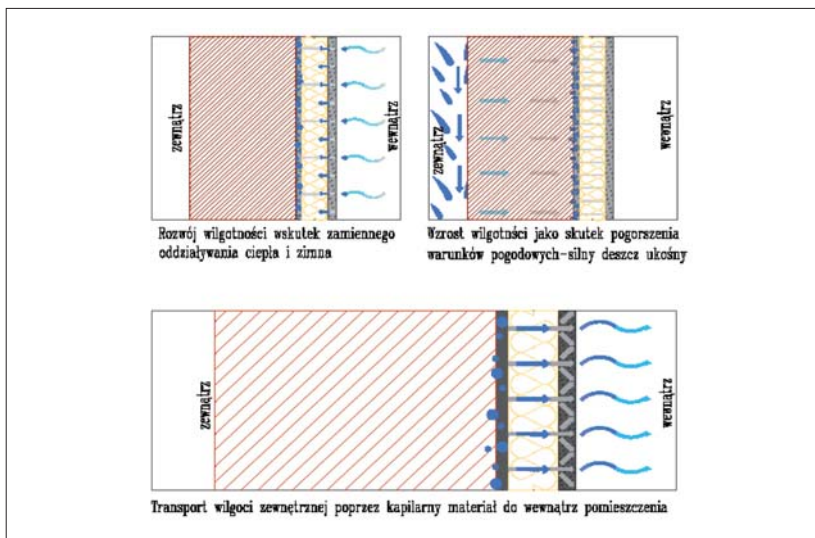 zewnątrz
wewnątrz
Rozwój wilgotności wskutek zamiennego
oddziaływania ciepła i zimna
zewnątrz
wewnątrz
Wzrost wilgotności jako skutek pogorszenia
warunków pogodowych-silny deszcz ukośny
zewnątrz
wewnątrz
Transport wilgoci zewnętrznej poprzez kapilarny materiał do wewnątrz pomieszczenia